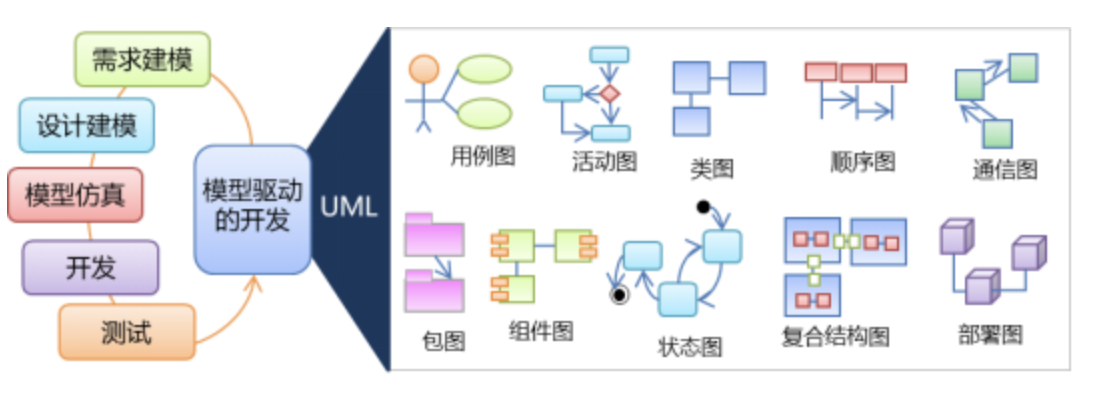 需求建模
设计建模
模型仿真
开发
测试
模型驱动
的开发
UML
用例图
活动图
类图
顺序图
通信图
包图
组件图
状态图
复合结构图
部署图